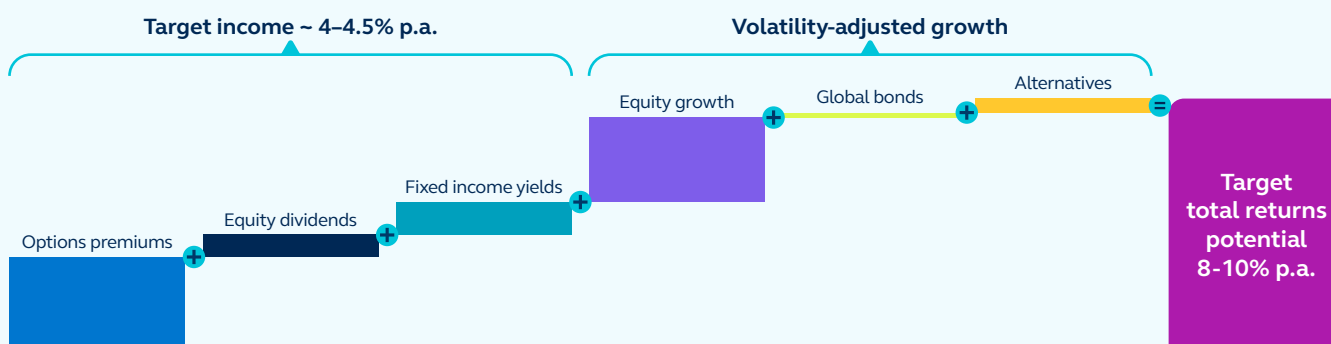 Target income ~ 4–4.5% p.a.
Volatility-adjusted growth
Options premiums
+
Equity dividends
+
Fixed income yields
+
Equity growth
+
Global bonds
+
Alternatives
=
Target
total returns
potential
8-10% p.a.